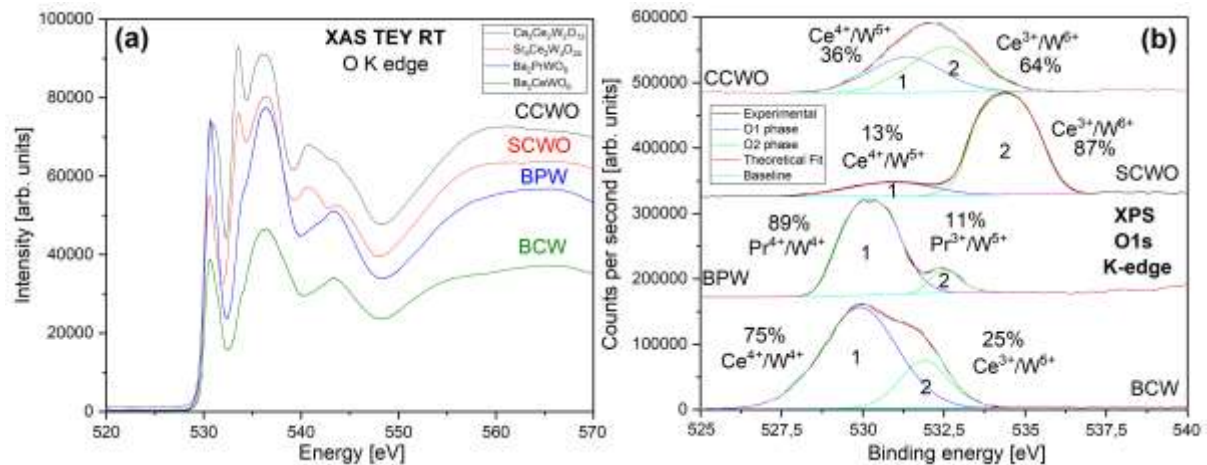 (a)
XAS TEY RT
O K edge
Ba₂PrWO₆
Ba₂CeWO₆
CCWO
SCWO
BPW
BCW
100000
80000
60000
40000
20000
0
Intensity [arb. units]
520
530
540
550
560
570
Energy [eV]
(b)
Ce⁴⁺/W⁵⁺
36%
1
2
Ce³⁺/W⁶⁺
64%
CCWO
Experimental
O1 phase
O2 phase
Theoretical Fit
Baseline
13%
Ce⁴⁺/W⁵⁺
1
2
Ce³⁺/W⁶⁺
87%
SCWO
89%
Pr⁴⁺/W⁴⁺
1
11%
Pr³⁺/W⁵⁺
2
BPW
XPS
O1s
K-edge
75%
Ce⁴⁺/W⁴⁺
1
2
25%
Ce³⁺/W⁵⁺
BCW
600000
500000
400000
300000
200000
100000
0
Counts per second [arb. units]
525
527,5
530
532,5
535
537,5
540
Binding energy [eV]